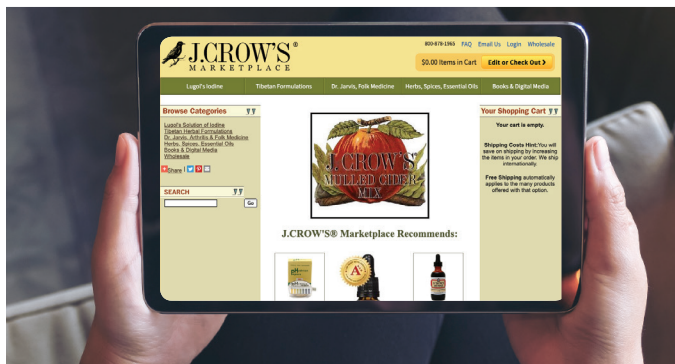 J.CROW'S®
MARKETPLACE
800-878-1965 FAQ Email Us Login Wholesale
$0.00 Items in Cart Edit or Check Out >
Lugol's Iodine Tibetan Formulations Dr. Jarvis, Folk Medicine Herbs, Spices, Essential Oils Books & Digital Media
Browse Categories
Lugol's Solution of Iodine
Tibetan Herbal Formulations
Dr. Jarvis, Arthritis & Folk Medicine
Herbs, Spices, Essential Oils
Books & Digital Media
Wholesale
Share |
SEARCH
Go
J. CROW'S
MULLED CIDER
MIX
J.CROW'S® Marketplace Recommends:
pH
A+
Your Shopping Cart
Your cart is empty.
Shipping Costs Hint:You will
save on shipping by increasing
the items in your order. We ship
internationally.
Free Shipping automatically
applies to the many products
offered with that option.